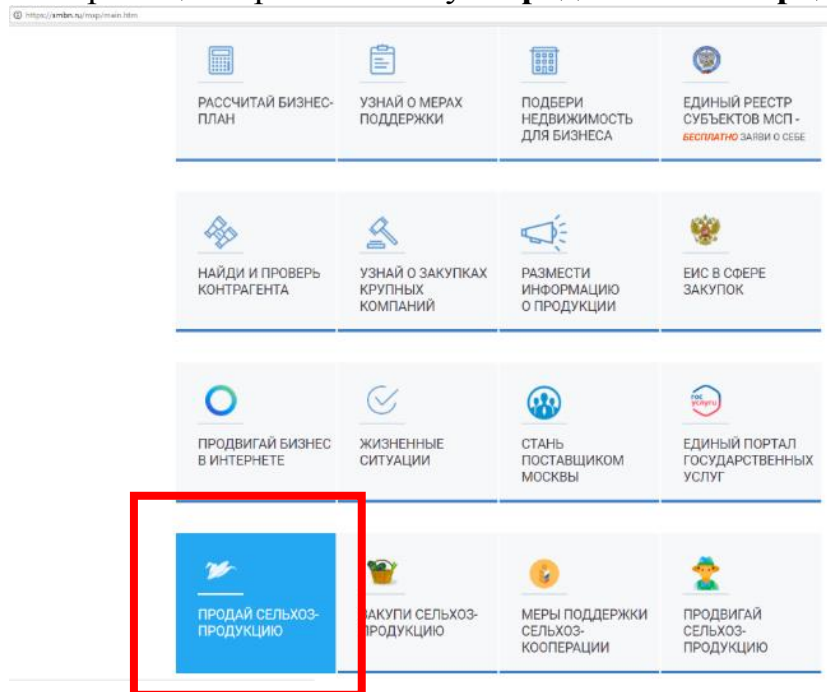 https://smbn.ru/msp/main.htm
РАССЧИТАЙ БИЗНЕС-
ПЛАН
УЗНАЙ О МЕРАХ
ПОДДЕРЖКИ
ПОДБЕРИ
НЕДВИЖИМОСТЬ
ДЛЯ БИЗНЕСА
ЕДИНЫЙ РЕЕСТР
СУБЪЕКТОВ МСП -
БЕСПЛАТНО ЗАЯВИ О СЕБЕ
НАЙДИ И ПРОВЕРЬ
КОНТРАГЕНТА
УЗНАЙ О ЗАКУПКАХ
КРУПНЫХ
КОМПАНИЙ
РАЗМЕСТИ
ИНФОРМАЦИЮ
О ПРОДУКЦИИ
ЕИС В СФЕРЕ
ЗАКУПОК
ПРОДВИГАЙ БИЗНЕС
В ИНТЕРНЕТЕ
ЖИЗНЕННЫЕ
СИТУАЦИИ
СТАНЬ
ПОСТАВЩИКОМ
МОСКВЫ
гос
услуги
ЕДИНЫЙ ПОРТАЛ
ГОСУДАРСТВЕННЫХ
УСЛУГ
ПРОДАЙ СЕЛЬХОЗ-
ПРОДУКЦИЮ
ЗАКУПИ СЕЛЬХОЗ-
ПРОДУКЦИЮ
МЕРЫ ПОДДЕРЖКИ
СЕЛЬХОЗ-
КООПЕРАЦИИ
ПРОДВИГАЙ
СЕЛЬХОЗ-
ПРОДУКЦИЮ